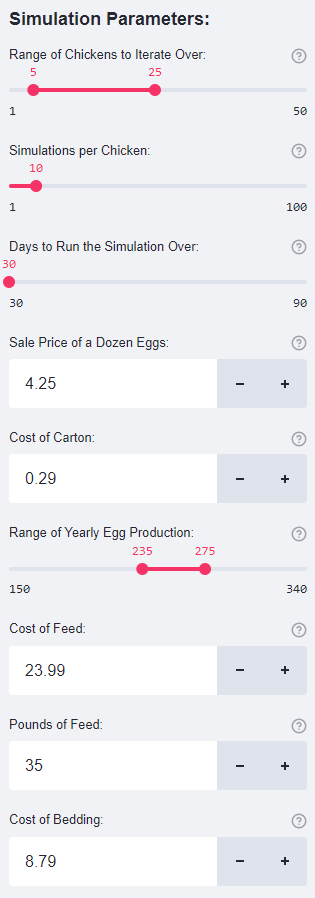 Simulation Parameters:
Range of Chickens to Iterate Over:
5 25
1 50
Simulations per Chicken:
10
1 100
Days to Run the Simulation Over:
30
30 90
Sale Price of a Dozen Eggs:
4.25 - +
Cost of Carton:
0.29 - +
Range of Yearly Egg Production:
235 275
150 340
Cost of Feed:
23.99 - +
Pounds of Feed:
35 - +
Cost of Bedding:
8.79 - +